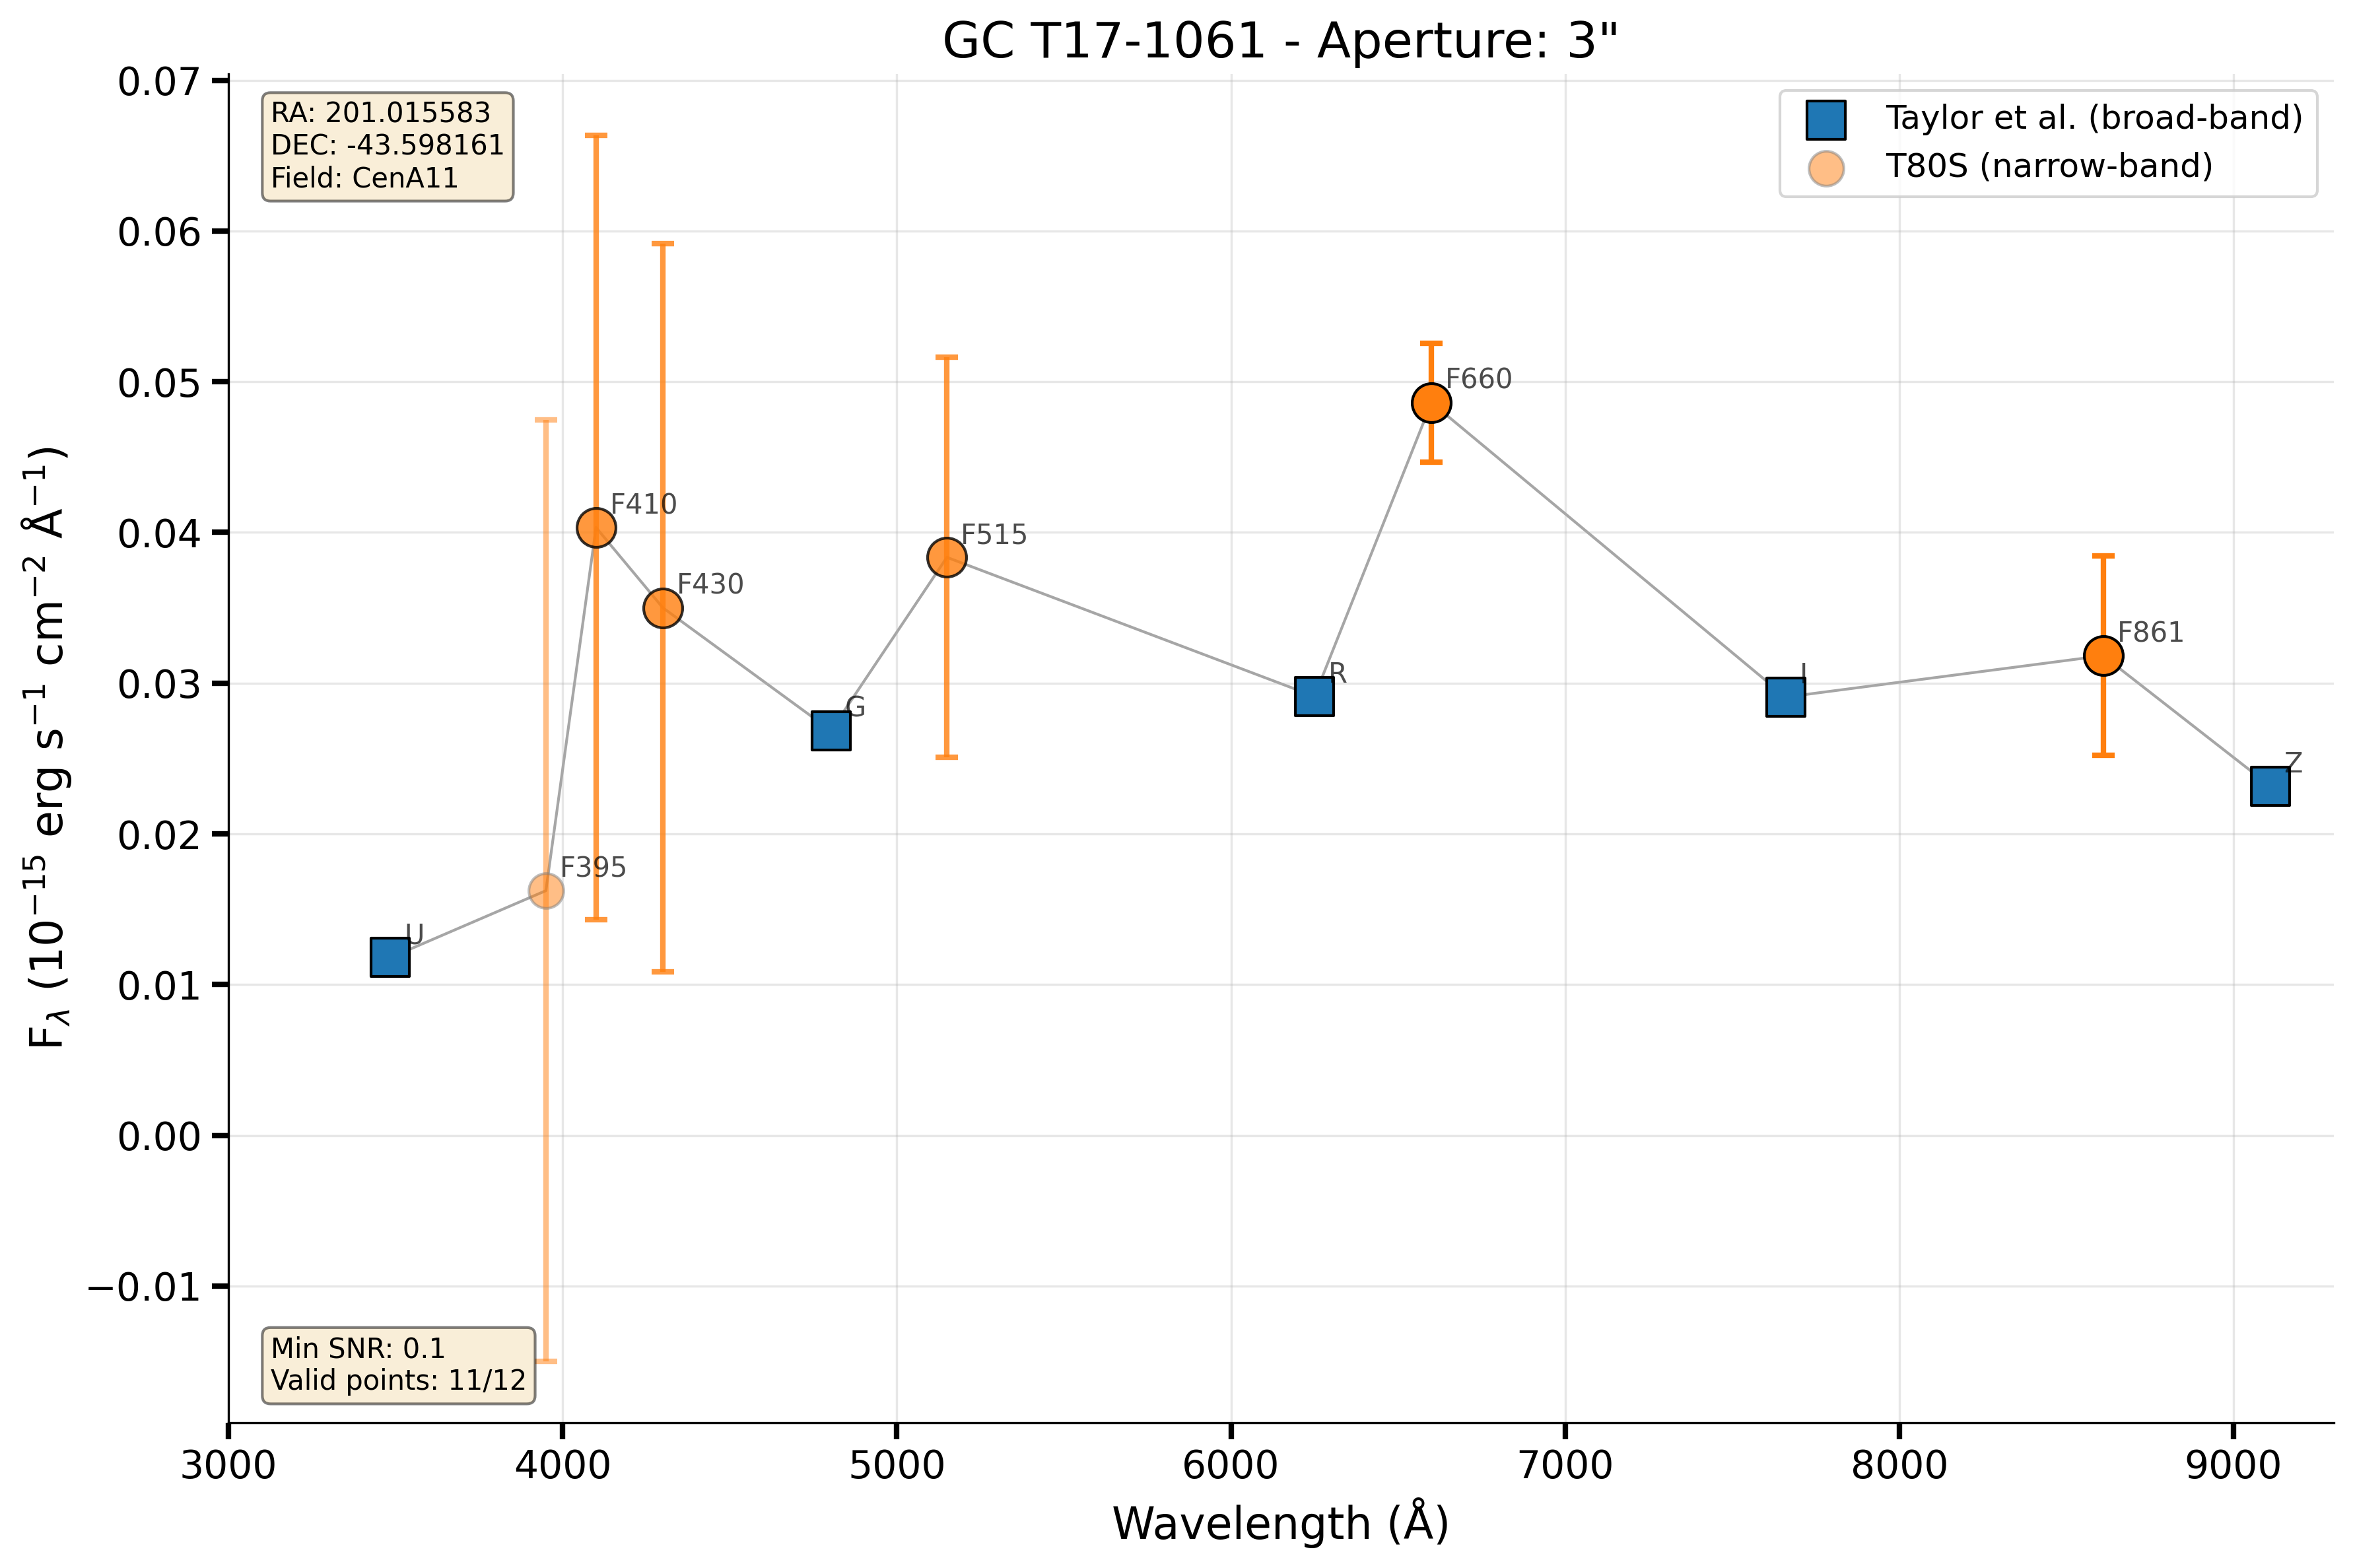 GC T17-1061 - Aperture: 3"
RA: 201.015583
DEC: -43.598161
Field: CenA11
Taylor et al. (broad-band)
T80S (narrow-band)
0.07
0.06
0.05
0.04
0.03
0.02
0.01
0.00
−0.01
F_λ (10⁻¹⁵ erg s⁻¹ cm⁻² Å⁻¹)
U
F395
F410
F430
G
F515
R
F660
I
F861
Z
Min SNR: 0.1
Valid points: 11/12
3000 4000 5000 6000 7000 8000 9000
Wavelength (Å)